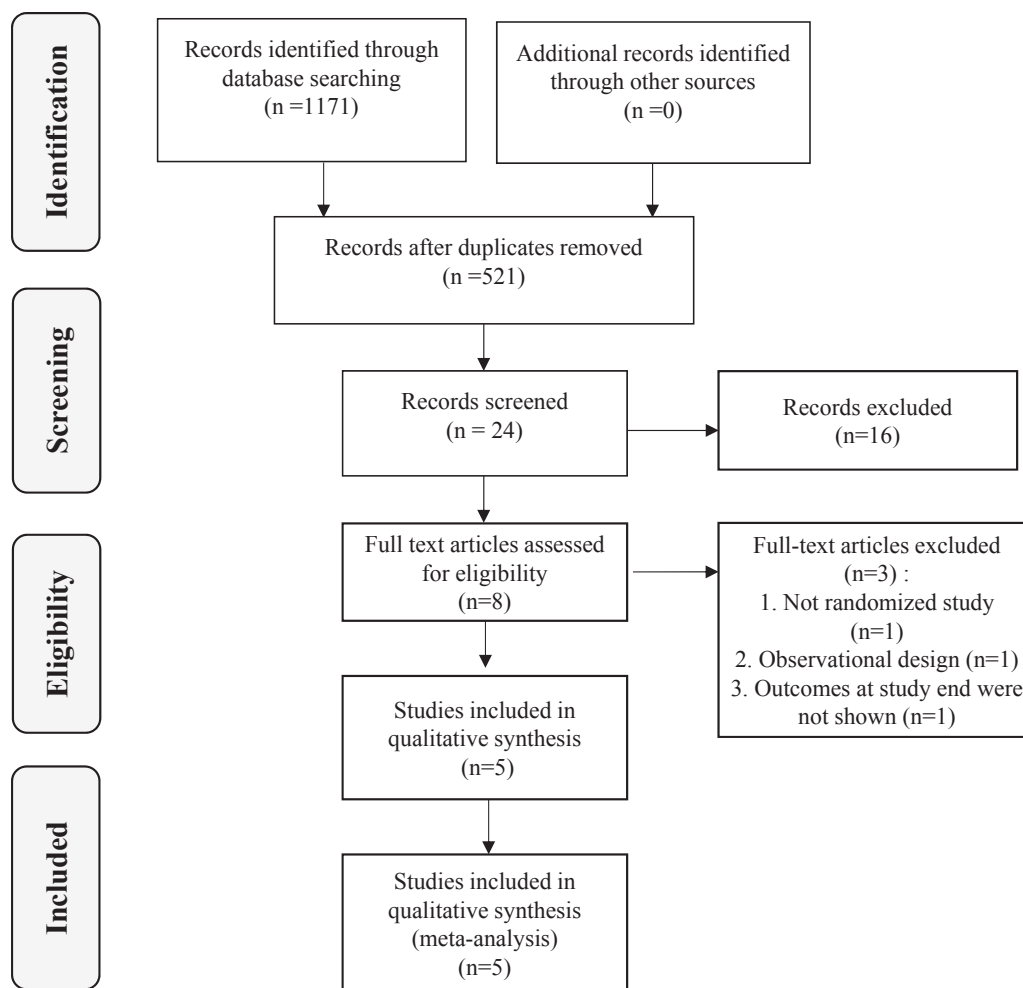 Identification
Records identified through
database searching
(n =1171)
Additional records identified
through other sources
(n =0)
Records after duplicates removed
(n =521)
Screening
Records screened
(n = 24)
Records excluded
(n=16)
Eligibility
Full text articles assessed
for eligibility
(n=8)
Full-text articles excluded
(n=3) :
1. Not randomized study
(n=1)
2. Observational design (n=1)
3. Outcomes at study end were
not shown (n=1)
Studies included in
qualitative synthesis
(n=5)
Included
Studies included in
qualitative synthesis
(meta-analysis)
(n=5)